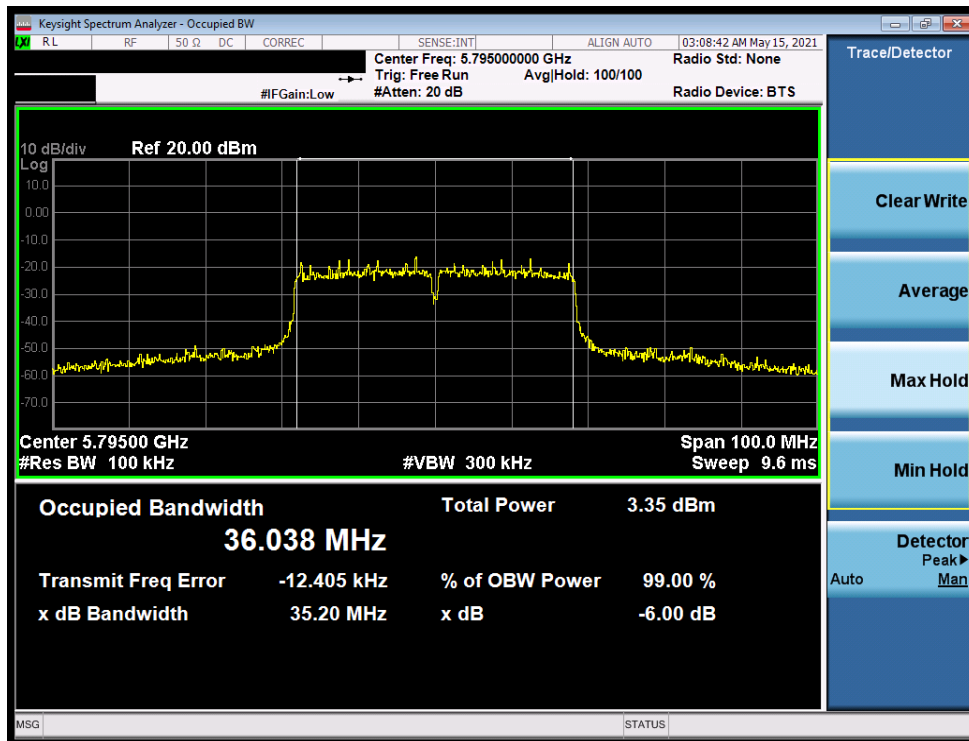 Keysight Spectrum Analyzer - Occupied BW
LXI RL RF 50 Ω DC CORREC SENSE:INT ALIGN AUTO 03:08:42 AM May 15, 2021
Center Freq: 5.795000000 GHz Radio Std: None
Trig: Free Run Avg|Hold: 100/100
#IFGain:Low #Atten: 20 dB Radio Device: BTS
10 dB/div Ref 20.00 dBm
Log
10.0
0.00
-10.0
-20.0
-30.0
-40.0
-50.0
-60.0
-70.0
Center 5.79500 GHz Span 100.0 MHz
#Res BW 100 kHz #VBW 300 kHz Sweep 9.6 ms
Occupied Bandwidth Total Power 3.35 dBm
36.038 MHz
Transmit Freq Error -12.405 kHz % of OBW Power 99.00 %
x dB Bandwidth 35.20 MHz x dB -6.00 dB
MSG STATUS
Trace/Detector
Clear Write
Average
Max Hold
Min Hold
Detector
Peak▶
Auto Man